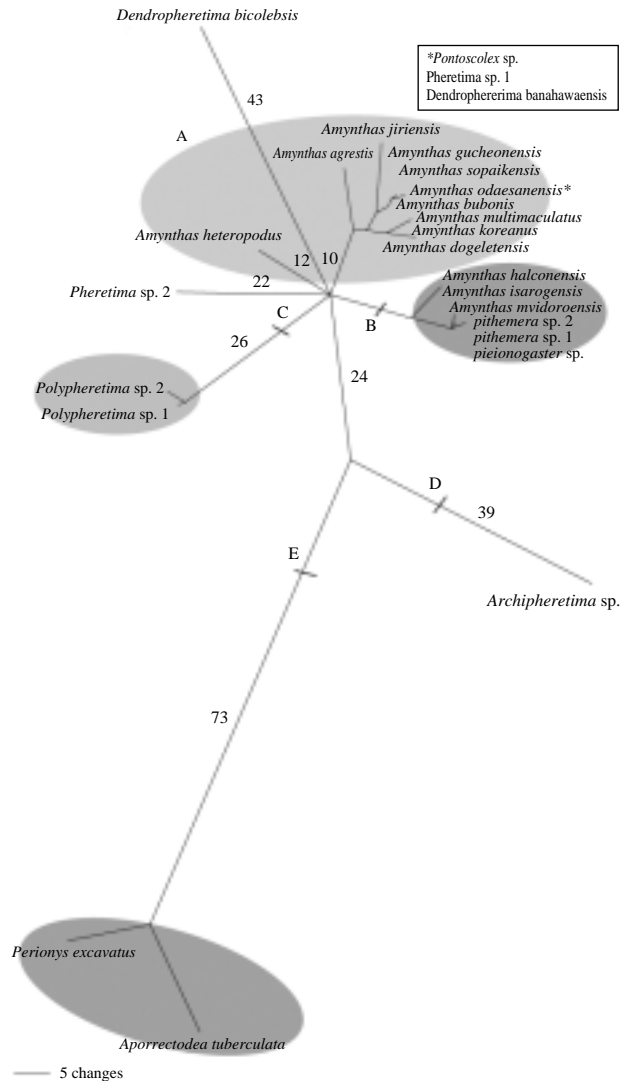 Dendropheretima bicolebsis
*Pontoscolex sp.
Pheretima sp. 1
Dendrophererima banahawaensis
43
A
Amynthas jiriensis
Amynthas agrestis
Amynthas gucheonensis
Amynthas sopaikensis
Amynthas odaesanensis*
Amynthas bubonis
Amynthas multimaculatus
Amynthas koreanus
Amynthas dogeletensis
Amynthas heteropodus
12
10
Pheretima sp. 2
22
Amynthas halconensis
Amynthas isarogensis
Amynthas mvidoroensis
pithemera sp. 2
pithemera sp. 1
pieionogaster sp.
C
B
26
24
Polypheretima sp. 2
Polypheretima sp. 1
D
39
E
Archipheretima sp.
73
Perionys excavatus
Aporrectodea tuberculata
5 changes